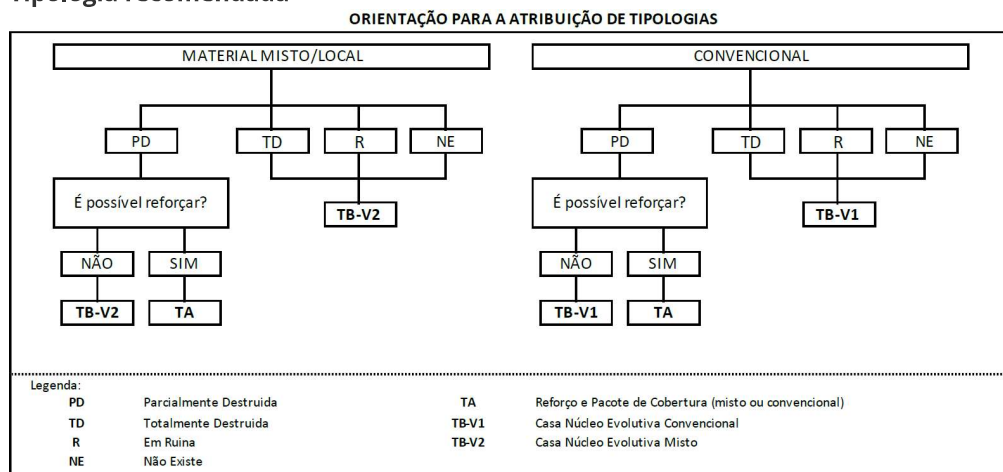 Tipologia recomendada
ORIENTAÇÃO PARA A ATRIBUIÇÃO DE TIPOLOGIAS
MATERIAL MISTO/LOCAL
PD TD R NE
É possível reforçar?
TB-V2
NÃO SIM
TB-V2 TA
CONVENCIONAL
PD TD R NE
É possível reforçar?
TB-V1
NÃO SIM
TB-V1 TA
Legenda:
PD Parcialmente Destruida
TD Totalmente Destruida
R Em Ruina
NE Não Existe
TA Reforço e Pacote de Cobertura (misto ou convencional)
TB-V1 Casa Núcleo Evolutiva Convencional
TB-V2 Casa Núcleo Evolutiva Misto